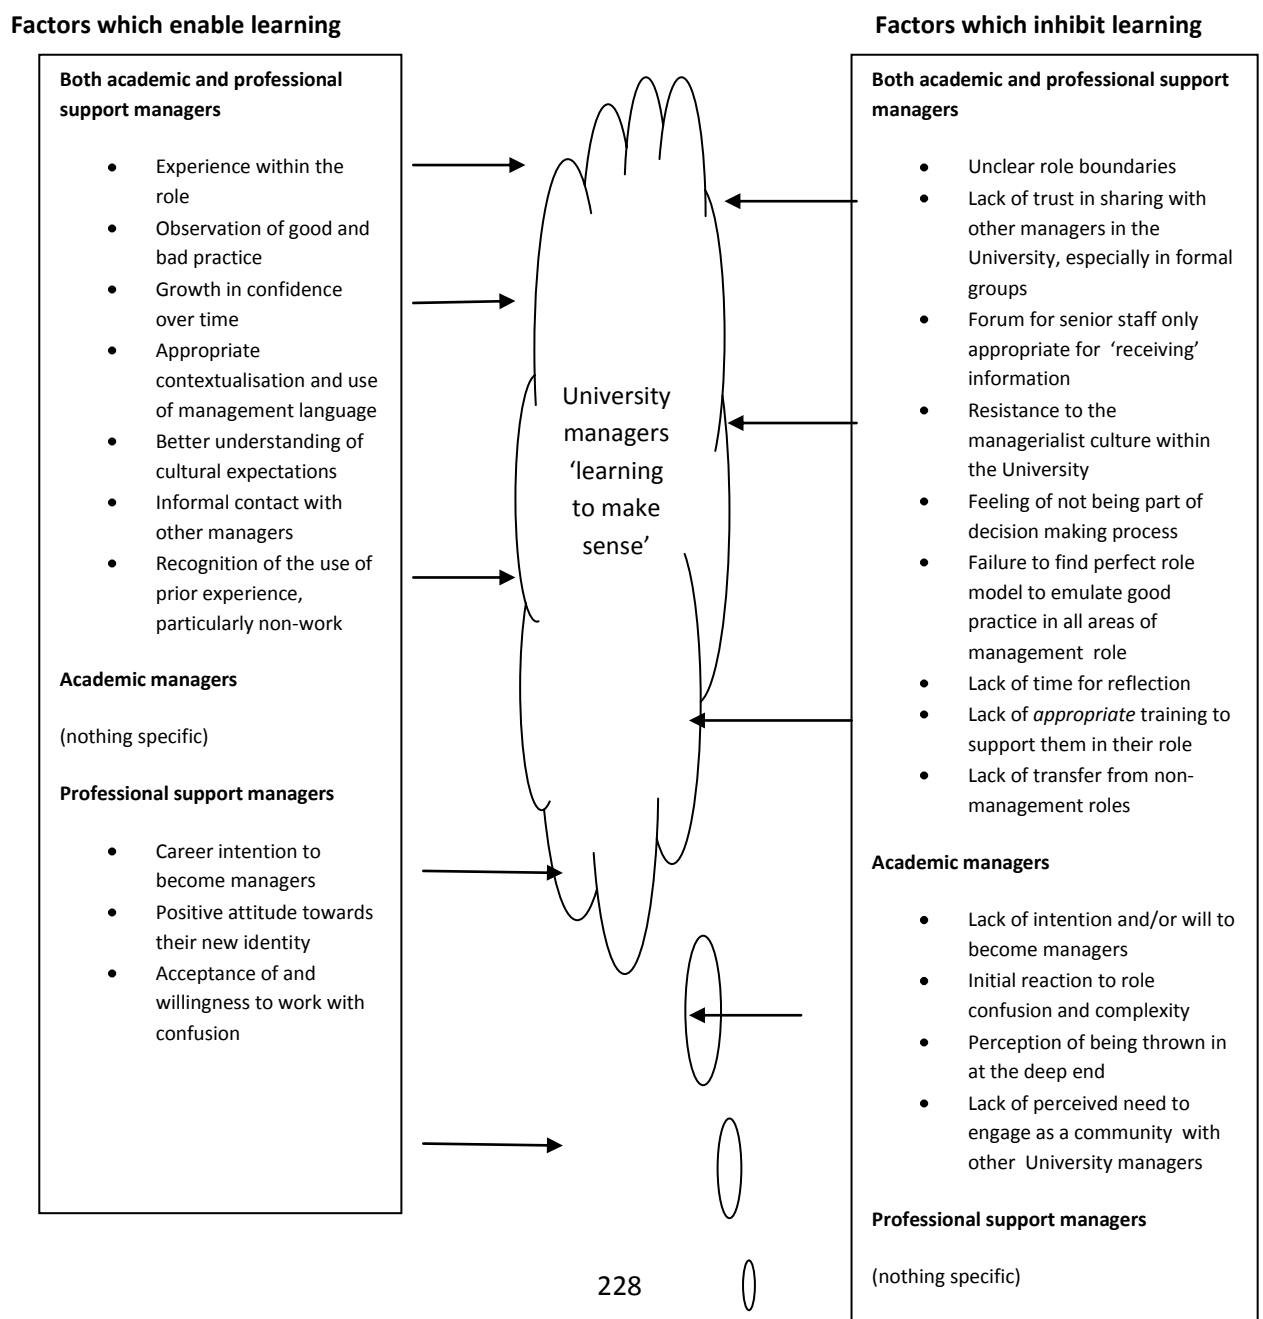 Factors which enable learning
Both academic and professional
support managers
• Experience within the
role
• Observation of good and
bad practice
• Growth in confidence
over time
• Appropriate
contextualisation and use
of management language
• Better understanding of
cultural expectations
• Informal contact with
other managers
• Recognition of the use of
prior experience,
particularly non-work
Academic managers
(nothing specific)
Professional support managers
• Career intention to
become managers
• Positive attitude towards
their new identity
• Acceptance of and
willingness to work with
confusion
University
managers
‘learning
to make
sense’
Factors which inhibit learning
Both academic and professional support
managers
• Unclear role boundaries
• Lack of trust in sharing with
other managers in the
University, especially in formal
groups
• Forum for senior staff only
appropriate for ‘receiving’
information
• Resistance to the
managerialist culture within
the University
• Feeling of not being part of
decision making process
• Failure to find perfect role
model to emulate good
practice in all areas of
management role
• Lack of time for reflection
• Lack of appropriate training to
support them in their role
• Lack of transfer from non-
management roles
Academic managers
• Lack of intention and/or will to
become managers
• Initial reaction to role
confusion and complexity
• Perception of being thrown in
at the deep end
• Lack of perceived need to
engage as a community with
other University managers
Professional support managers
(nothing specific)
228